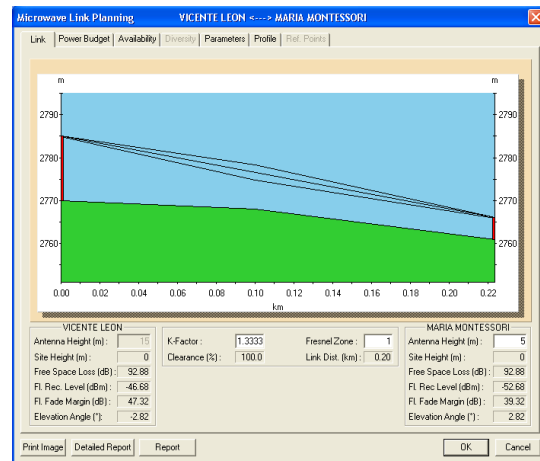 Microwave Link Planning VICENTE LEON <---> MARIA MONTESSORI
Link Power Budget Availability Diversity Parameters Profile Ref. Points
m m
2790 2790
2780 2780
2770 2770
2760 2760
0.00 0.02 0.04 0.06 0.08 0.10 0.12 0.14 0.16 0.18 0.20 0.22
km
VICENTE LEON MARIA MONTESSORI
Antenna Height (m) : 15 K-Factor : 1.3333 Fresnel Zone : 1 Antenna Height (m) : 5
Site Height (m) : 0 Clearance (%) : 100.0 Link Dist. (km) : 0.20 Site Height (m) : 0
Free Space Loss (dB) : 92.88 Free Space Loss (dB) : 92.88
Fl. Rec. Level (dBm) : -46.68 Fl. Rec. Level (dBm) : -52.68
Fl. Fade Margin (dB) : 47.32 Fl. Fade Margin (dB) : 39.32
Elevation Angle (°): -2.82 Elevation Angle (°) : 2.82
Print Image Detailed Report Report OK Cancel